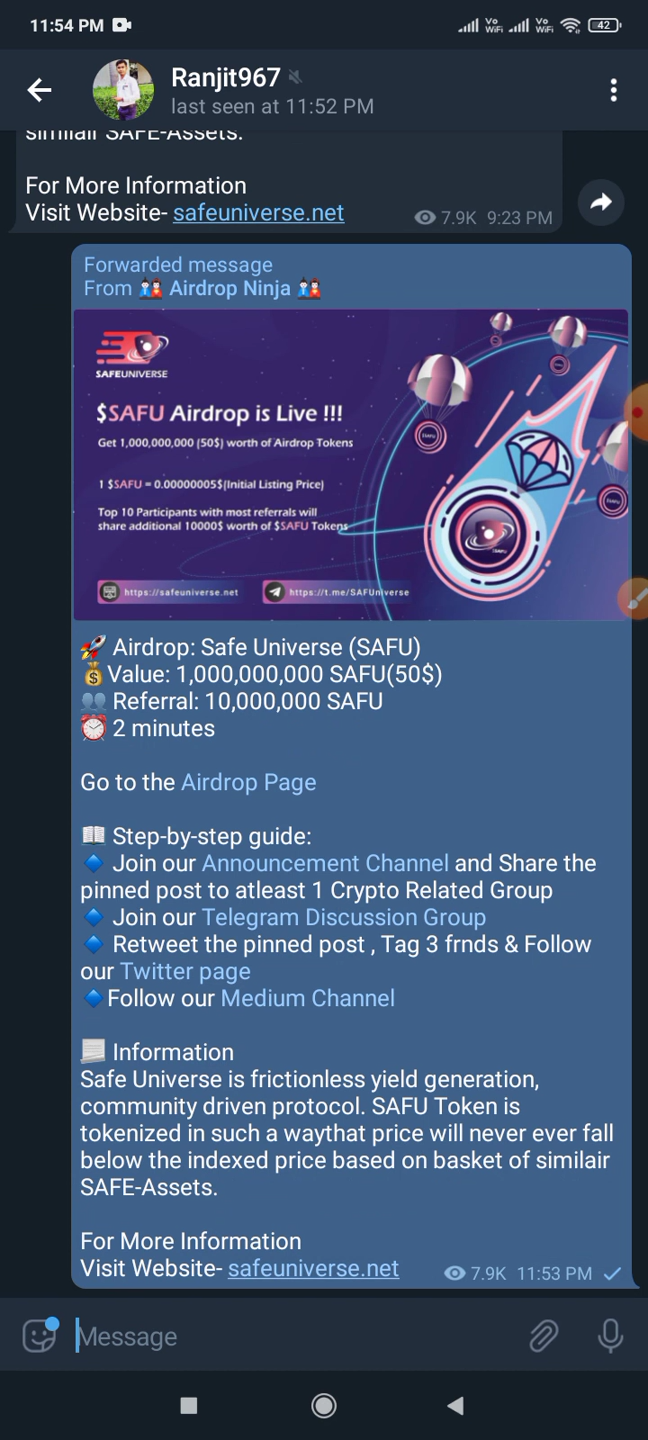 11:54 PM
Vo WiFi
Vo WiFi
42
Ranjit967
last seen at 11:52 PM
similair SAFE-Assets.
For More Information
Visit Website- safeuniverse.net
7.9K 9:23 PM
Forwarded message
From Airdrop Ninja
SAFEUNIVERSE
$SAFU Airdrop is Live !!!
Get 1,000,000,000 (50$) worth of Airdrop Tokens
1 $SAFU = 0.00000005$(Initial Listing Price)
Top 10 Participants with most referrals will
share additional 10000$ worth of $SAFU Tokens
https://safeuniverse.net
https://t.me/SAFUniverse
🚀 Airdrop: Safe Universe (SAFU)
💰Value: 1,000,000,000 SAFU(50$)
👥 Referral: 10,000,000 SAFU
⏰ 2 minutes
Go to the Airdrop Page
📖 Step-by-step guide:
🔹 Join our Announcement Channel and Share the
pinned post to atleast 1 Crypto Related Group
🔹 Join our Telegram Discussion Group
🔹 Retweet the pinned post , Tag 3 frnds & Follow
our Twitter page
🔹Follow our Medium Channel
📃 Information
Safe Universe is frictionless yield generation,
community driven protocol. SAFU Token is
tokenized in such a waythat price will never ever fall
below the indexed price based on basket of similair
SAFE-Assets.
For More Information
Visit Website- safeuniverse.net
7.9K 11:53 PM
Message